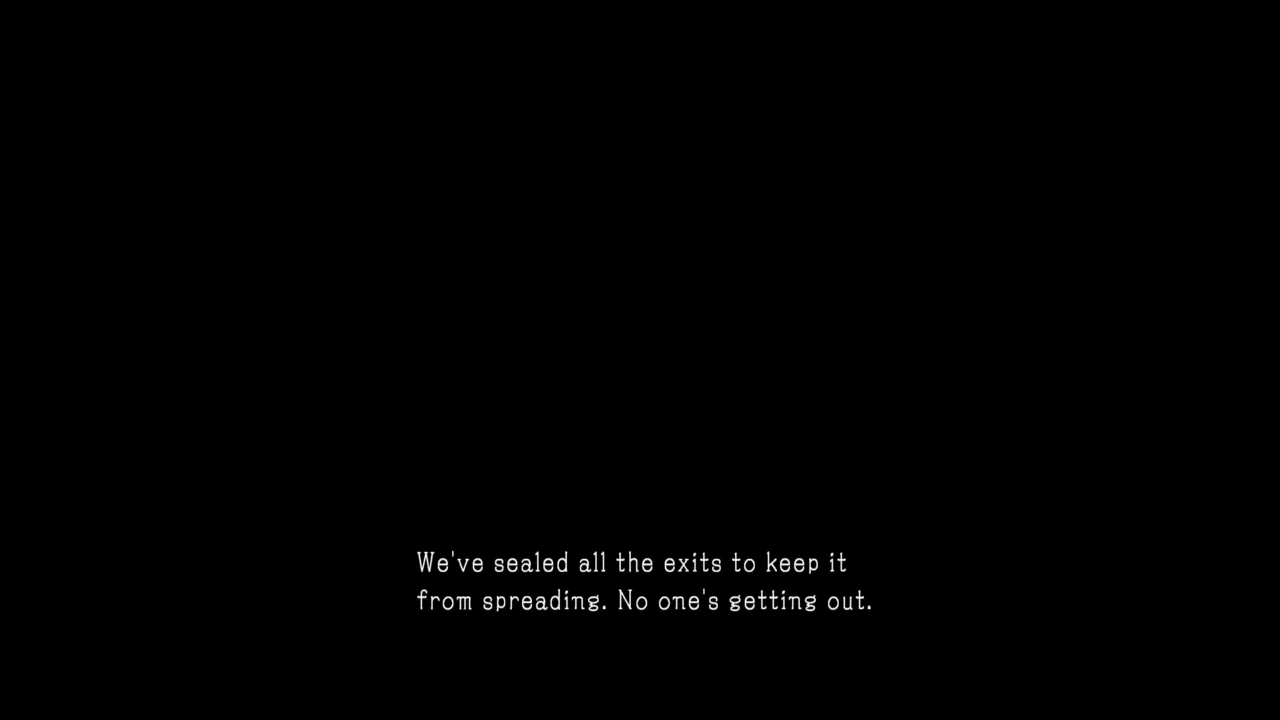 We've sealed all the exits to keep it
from spreading. No one's getting out.